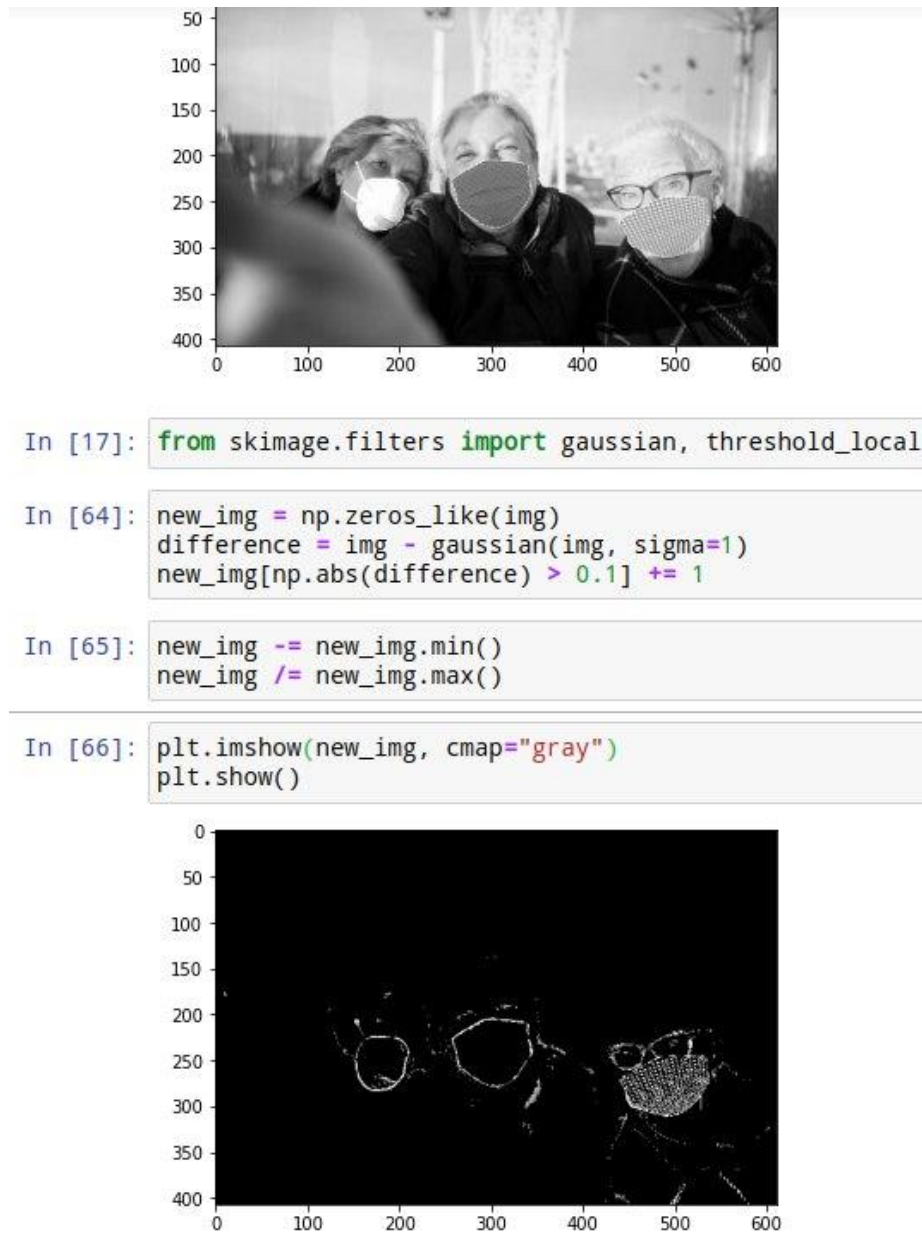 50
100
150
200
250
300
350
400
0 100 200 300 400 500 600
In [17]: from skimage.filters import gaussian, threshold_local
In [64]: new_img = np.zeros_like(img)
difference = img - gaussian(img, sigma=1)
new_img[np.abs(difference) > 0.1] += 1
In [65]: new_img -= new_img.min()
new_img /= new_img.max()
In [66]: plt.imshow(new_img, cmap="gray")
plt.show()
0
50
100
150
200
250
300
350
400
0 100 200 300 400 500 600